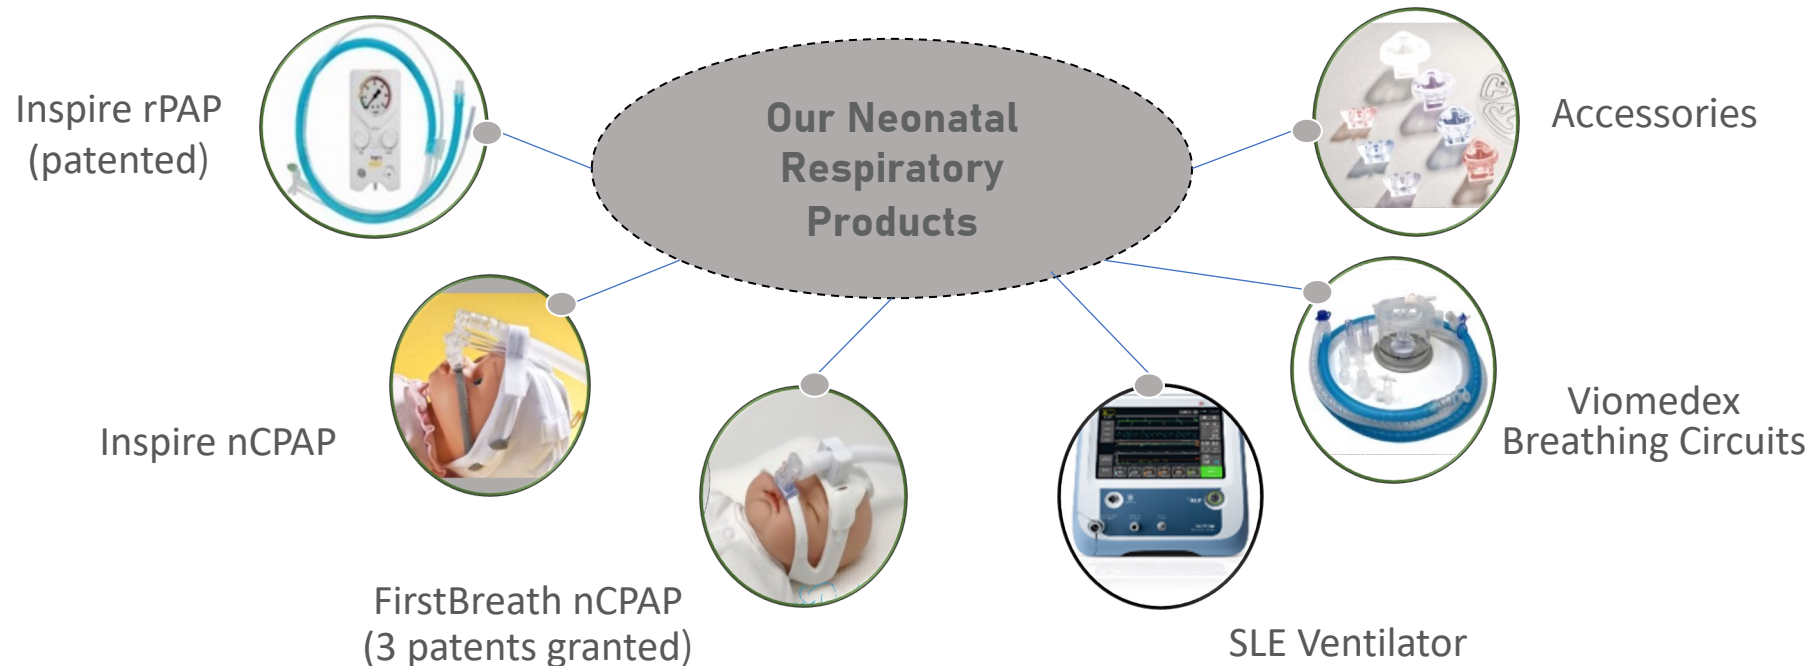 Our Neonatal
Respiratory
Products
Inspire rPAP
(patented)
Accessories
Inspire nCPAP
Viomedex
Breathing Circuits
FirstBreath nCPAP
(3 patents granted)
SLE Ventilator